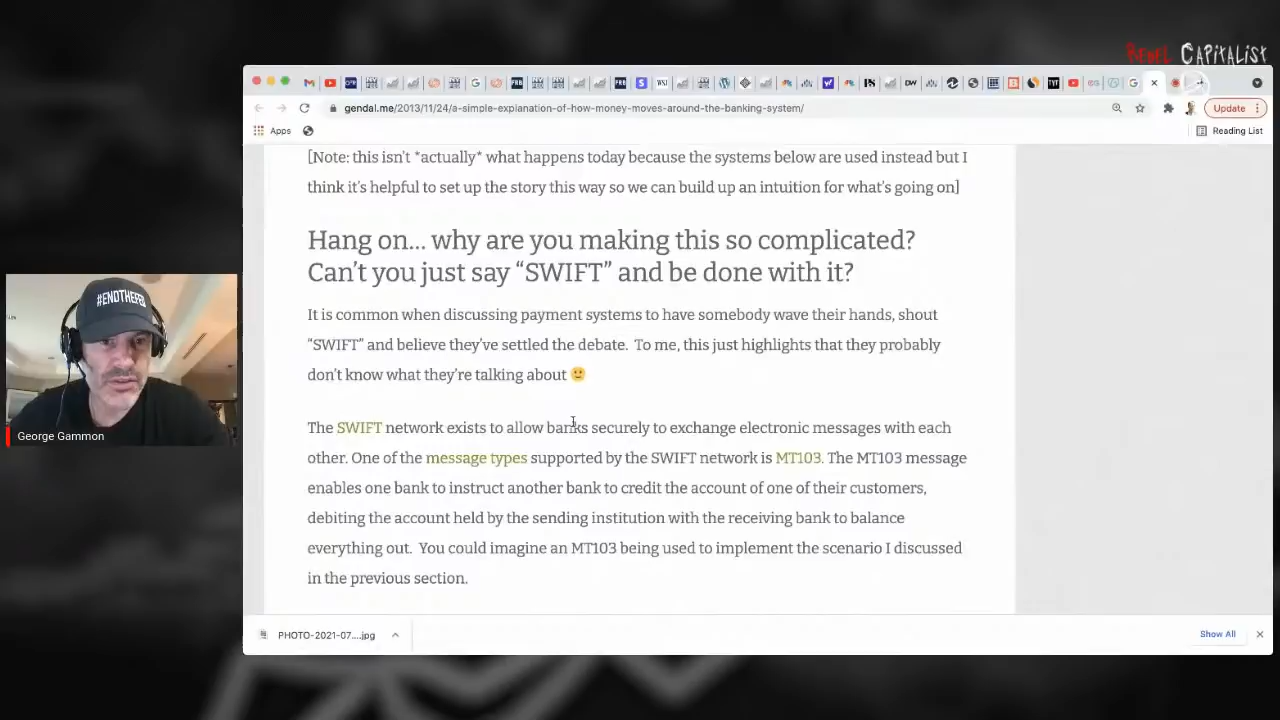 REBEL CAPITALIST
gendal.me/2013/11/24/a-simple-explanation-of-how-money-moves-around-the-banking-system/
Update
Apps
Reading List
[Note: this isn't *actually* what happens today because the systems below are used instead but I
think it's helpful to set up the story this way so we can build up an intuition for what's going on]
Hang on… why are you making this so complicated?
Can't you just say “SWIFT” and be done with it?
It is common when discussing payment systems to have somebody wave their hands, shout
“SWIFT” and believe they've settled the debate. To me, this just highlights that they probably
don't know what they're talking about 🙂
The SWIFT network exists to allow banks securely to exchange electronic messages with each
other. One of the message types supported by the SWIFT network is MT103. The MT103 message
enables one bank to instruct another bank to credit the account of one of their customers,
debiting the account held by the sending institution with the receiving bank to balance
everything out. You could imagine an MT103 being used to implement the scenario I discussed
in the previous section.
#ENDTHEFED
George Gammon
PHOTO-2021-07....jpg
Show All